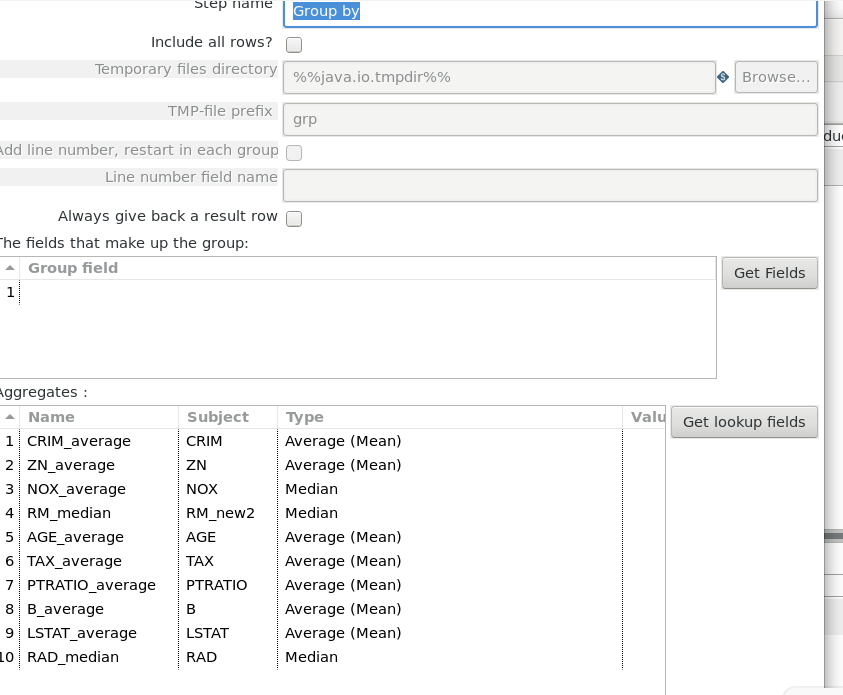 Step name Group by
Include all rows?
Temporary files directory %%java.io.tmpdir%% Browse...
TMP-file prefix grp
Add line number, restart in each group
Line number field name
Always give back a result row
The fields that make up the group:
Group field Get Fields
1
Aggregates :
Name Subject Type Valu Get lookup fields
1 CRIM_average CRIM Average (Mean)
2 ZN_average ZN Average (Mean)
3 NOX_average NOX Median
4 RM_median RM_new2 Median
5 AGE_average AGE Average (Mean)
6 TAX_average TAX Average (Mean)
7 PTRATIO_average PTRATIO Average (Mean)
8 B_average B Average (Mean)
9 LSTAT_average LSTAT Average (Mean)
10 RAD_median RAD Median